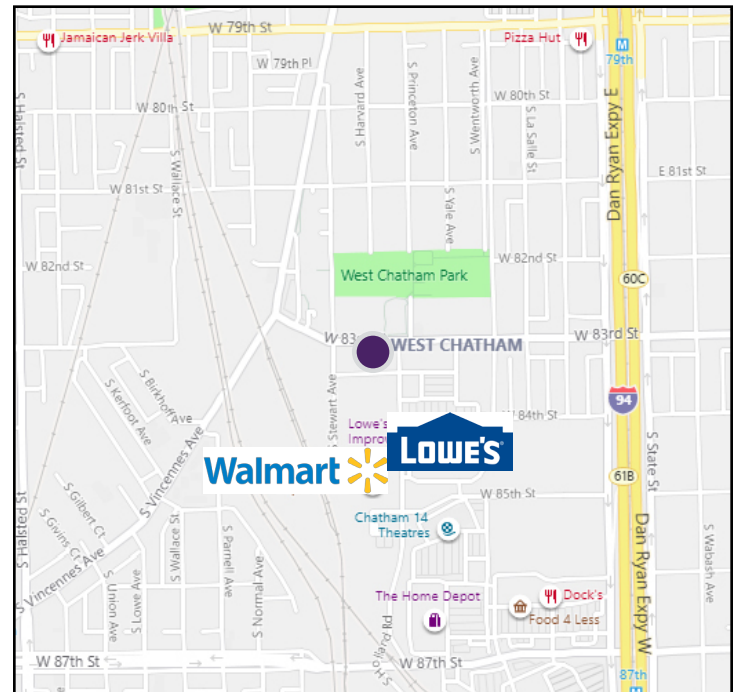 W 79th St
Jamaican Jerk Villa
Pizza Hut
M
79th
W 79th Pl
S Halsted St
S Harvard Ave
S Princeton Ave
S Wentworth Ave
W 80th St
W 80th St
S La Salle St
Dan Ryan Expy E
S Wallace St
W 81st St
E 81st St
S Yale Ave
W 82nd St
W 82nd St
West Chatham Park
60C
W 83
WEST CHATHAM
W 83rd St
S Kerfoot Ave
S Birkhoff Ave
S Stewart Ave
94
84th St
Lowe's
Impro
LOWE'S
Walmart
S Vincennes Ave
S State St
61B
W 85th St
S Gilbert Ct
S Givins Ct
S Halsted St
S Wallace St
Chatham 14
Theatres
Dan Ryan Expy W
S Wabash Ave
S Vincennes Ave
S Union Ave
S Lowe Ave
S Parnell Ave
S Normal Ave
The Home Depot
Dock's
Food 4 Less
W 87th St
W 87th St
87th
M